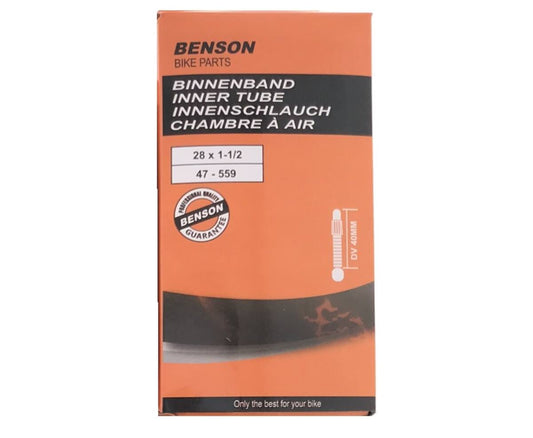 BENSON
BIKE PARTS
BINNENBAND
INNER TUBE
INNENSCHLAUCH
CHAMBRE À AIR
28 x 1-1/2
47 - 559
PROFESSIONAL QUALITY
BENSON
GUARANTEE
DV 40MM
Only the best for your bike